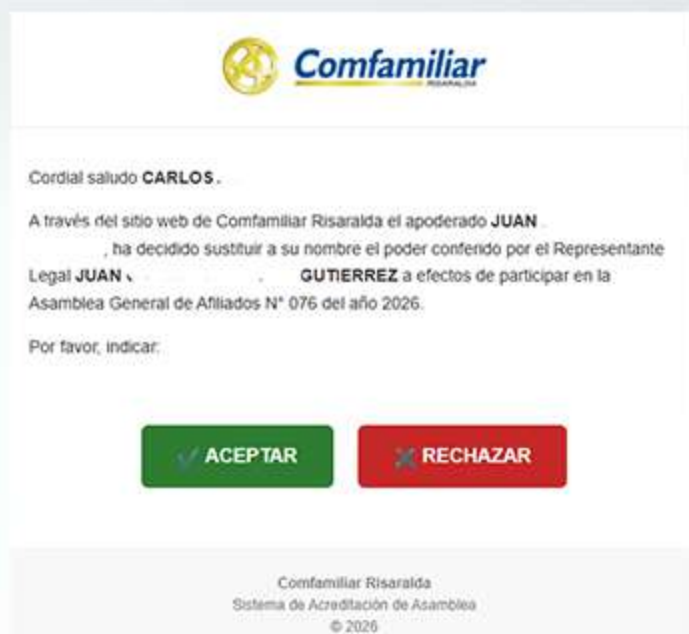 Comfamiliar
RISARALDA
Cordial saludo CARLOS.
A través del sitio web de Comfamiliar Risaralda el apoderado JUAN
, ha decidido sustituir a su nombre el poder conferido por el Representante
Legal JUAN GUTIERREZ a efectos de participar en la
Asamblea General de Afiliados N° 076 del año 2026.
Por favor, indicar:
ACEPTAR
RECHAZAR
Comfamiliar Risaralda
Sistema de Acreditación de Asamblea
© 2026